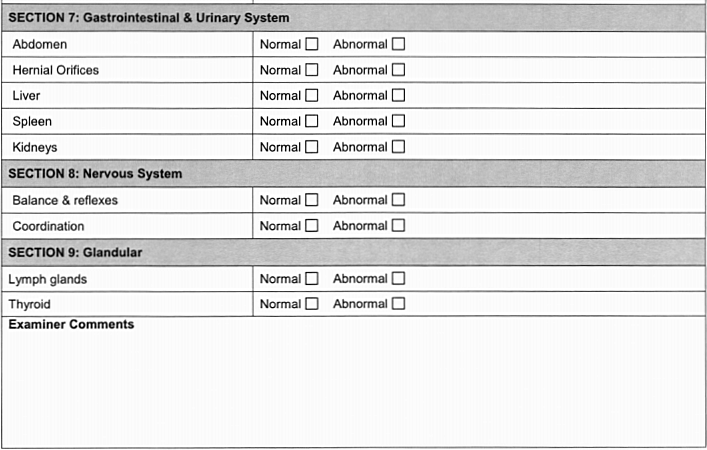 SECTION 7: Gastrointestinal & Urinary System
Abdomen Normal ☐ Abnormal ☐
Hernial Orifices Normal ☐ Abnormal ☐
Liver Normal ☐ Abnormal ☐
Spleen Normal ☐ Abnormal ☐
Kidneys Normal ☐ Abnormal ☐
SECTION 8: Nervous System
Balance & reflexes Normal ☐ Abnormal ☐
Coordination Normal ☐ Abnormal ☐
SECTION 9: Glandular
Lymph glands Normal ☐ Abnormal ☐
Thyroid Normal ☐ Abnormal ☐
Examiner Comments